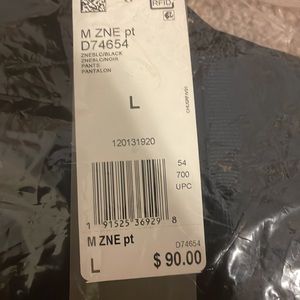 RFID
M ZNE pt
D74654
ZNEBLC/BLACK
ZNEBLC/NOIR
PANTS
PANTALON
L
120131920
54
700
UPC
1 91525 36929 8
M ZNE pt
D74654
L
$ 90.00